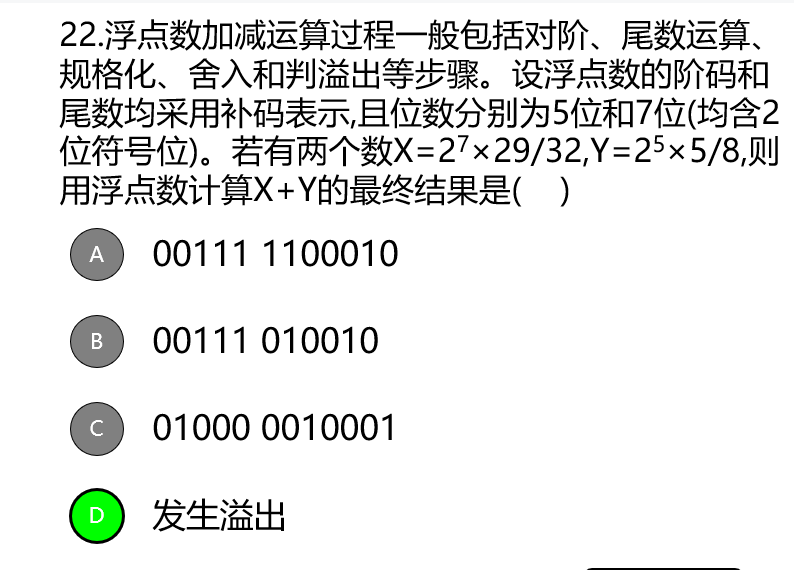 22.浮点数加减运算过程一般包括对阶、尾数运算、
规格化、舍入和判溢出等步骤。设浮点数的阶码和
尾数均采用补码表示,且位数分别为5位和7位(均含2
位符号位)。若有两个数X=2⁷×29/32,Y=2⁵×5/8,则
用浮点数计算X+Y的最终结果是( )
A 00111 1100010
B 00111 010010
C 01000 0010001
D 发生溢出